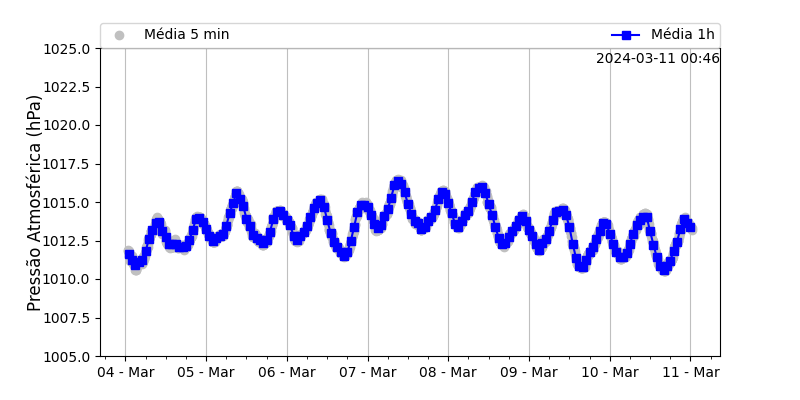 Média 5 min
Média 1h
2024-03-11 00:46
Pressão Atmosférica (hPa)
1025.0
1022.5
1020.0
1017.5
1015.0
1012.5
1010.0
1007.5
1005.0
04 - Mar
05 - Mar
06 - Mar
07 - Mar
08 - Mar
09 - Mar
10 - Mar
11 - Mar